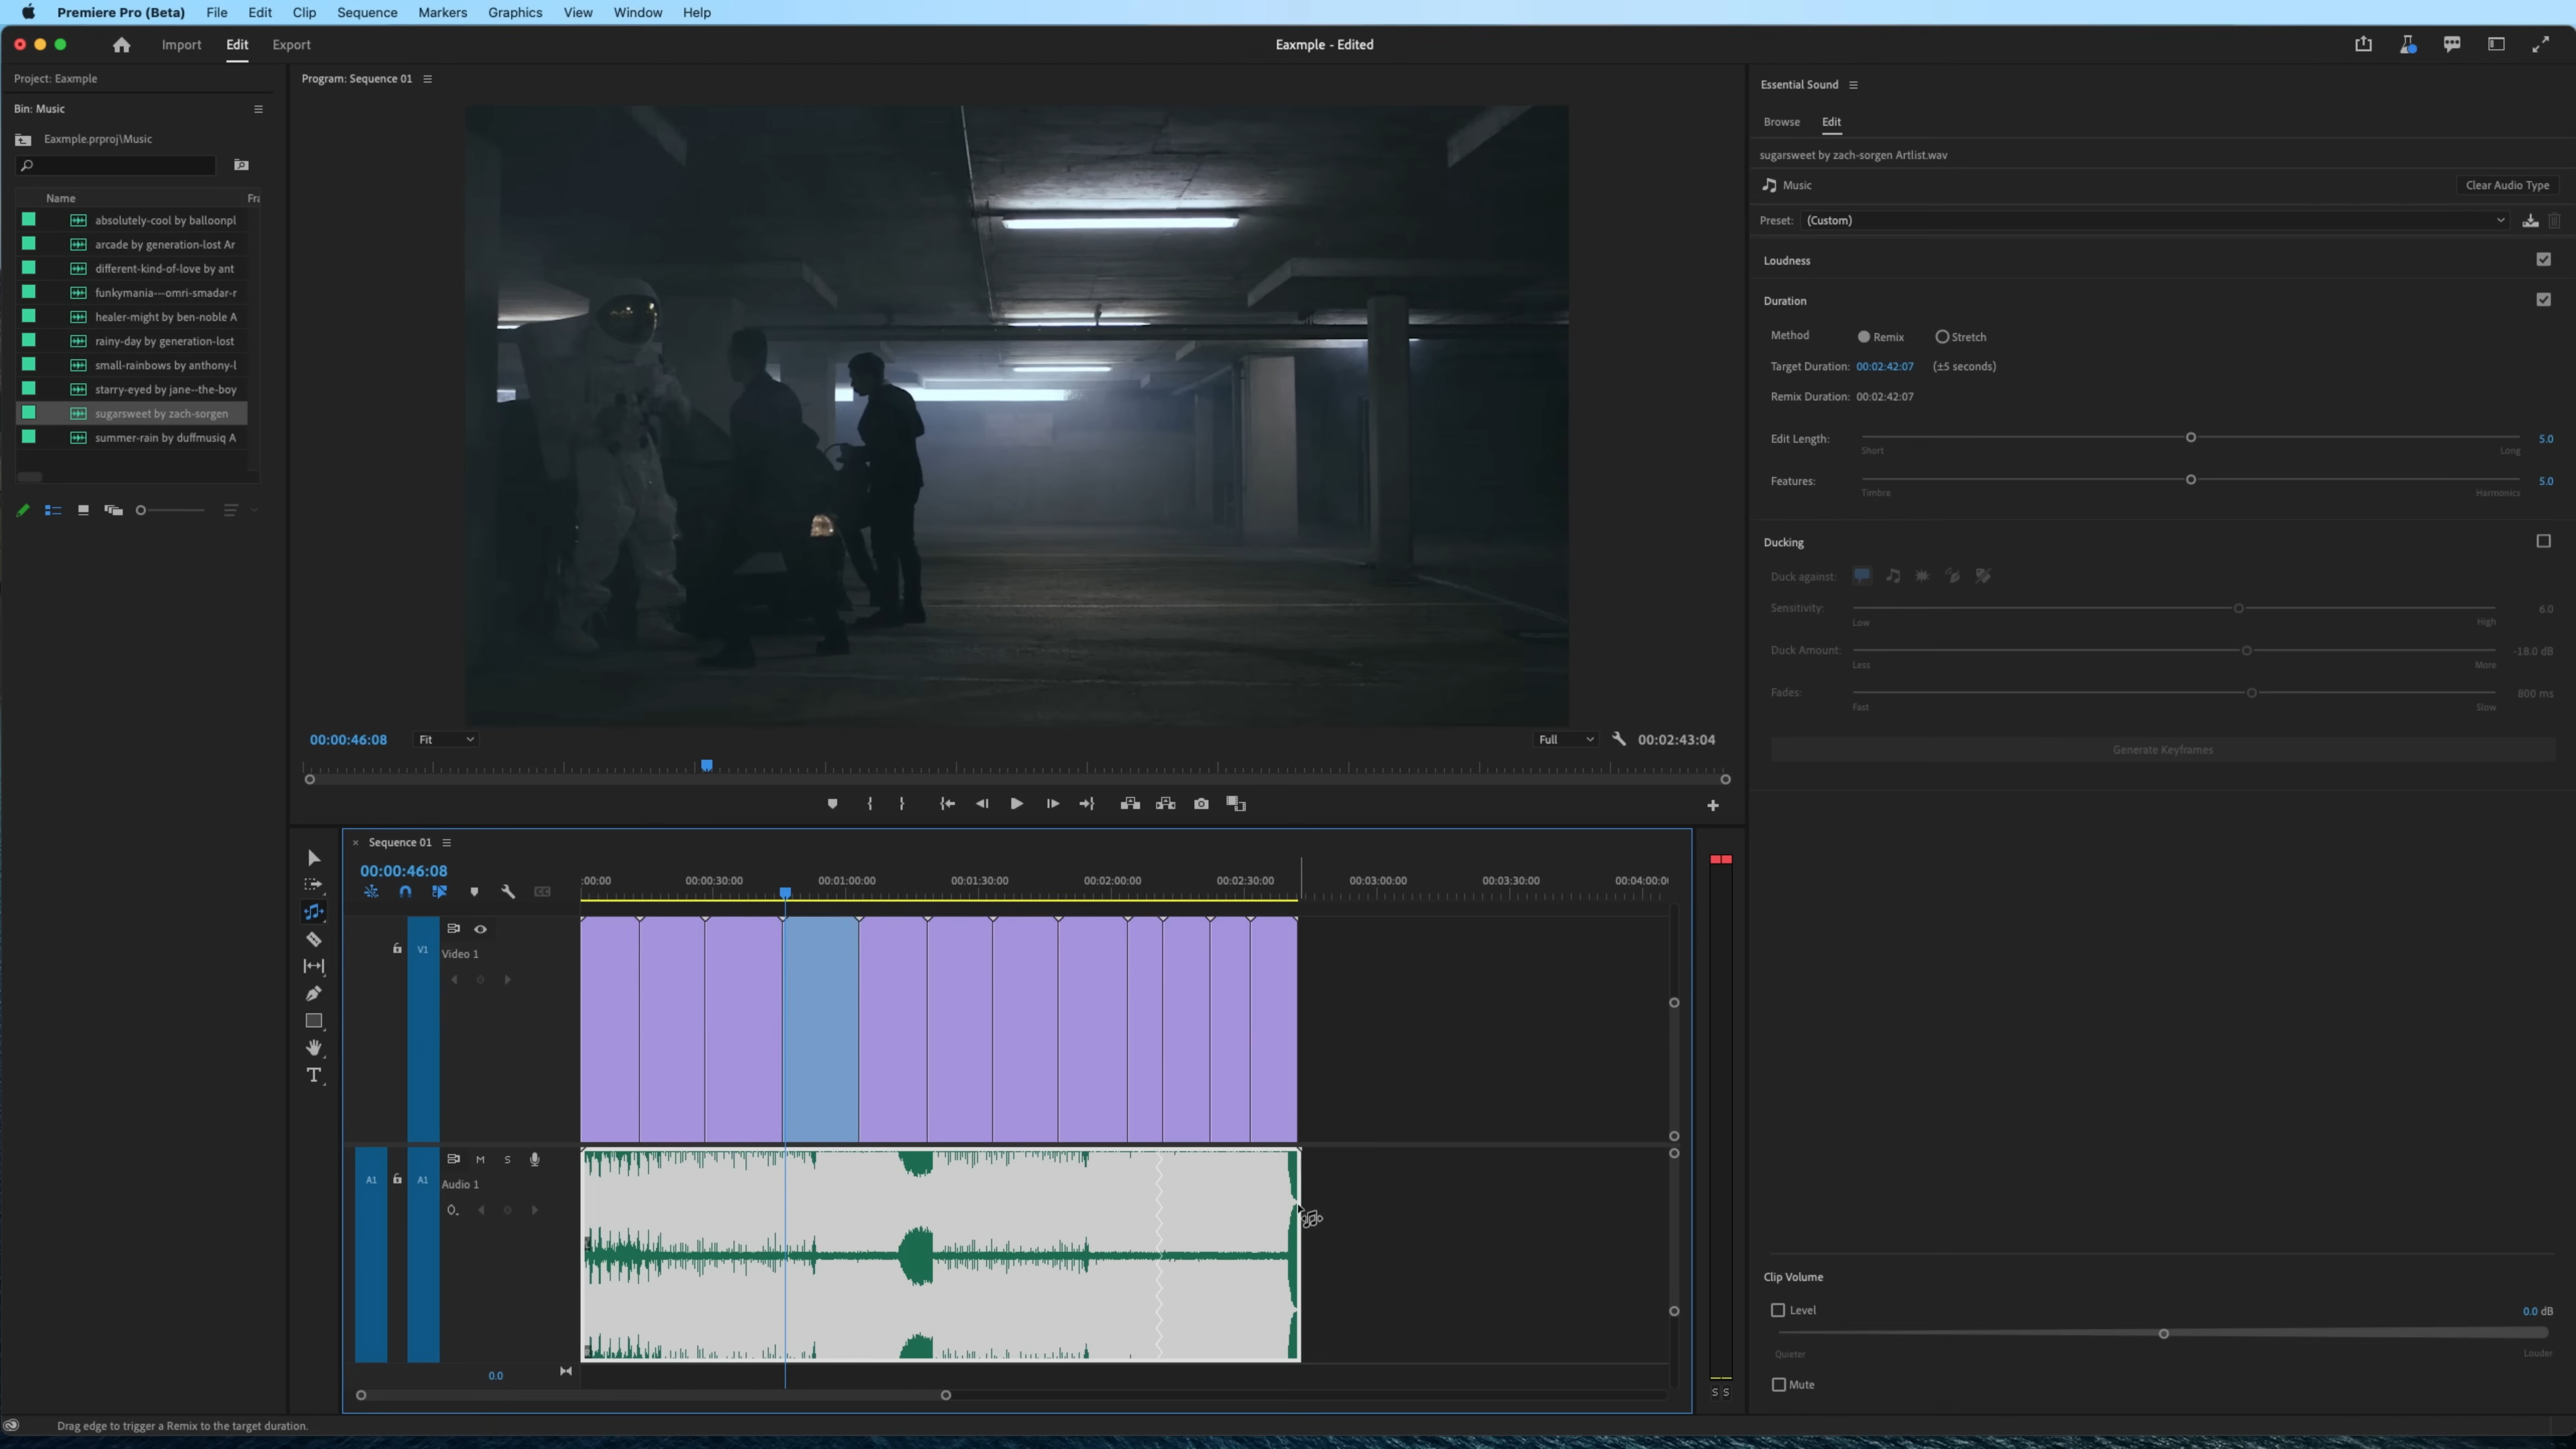 Premiere Pro (Beta) File Edit Clip Sequence Markers Graphics View Window Help
Import Edit Export
Eaxmple - Edited
Project: Eaxmple
Bin: Music
Eaxmple.prproj\Music
Name Fra
absolutely-cool by balloonpl
arcade by generation-lost Ar
different-kind-of-love by ant
funkymania---omri-smadar-r
healer-might by ben-noble A
rainy-day by generation-lost
small-rainbows by anthony-l
starry-eyed by jane--the-boy
sugarsweet by zach-sorgen
summer-rain by duffmusiq A
Program: Sequence 01
00:00:46:08 Fit Full 00:02:43:04
Sequence 01
00:00:46:08
:00:00 00:00:30:00 00:01:00:00 00:01:30:00 00:02:00:00 00:02:30:00 00:03:00:00 00:03:30:00 00:04:00:00
V1 Video 1
A1 A1 M S
Audio 1
0.0
S S
Drag edge to trigger a Remix to the target duration.
Essential Sound
Browse Edit
sugarsweet by zach-sorgen Artlist.wav
Music Clear Audio Type
Preset: (Custom)
Loudness
Duration
Method Remix Stretch
Target Duration: 00:02:42:07 (±5 seconds)
Remix Duration: 00:02:42:07
Edit Length: 5.0
Short Long
Features: 5.0
Timbre Harmonics
Ducking
Duck against:
Sensitivity: 6.0
Low High
Duck Amount: -18.0 dB
Less More
Fades: 800 ms
Fast Slow
Generate Keyframes
Clip Volume
Level 0.0 dB
Quieter Louder
Mute